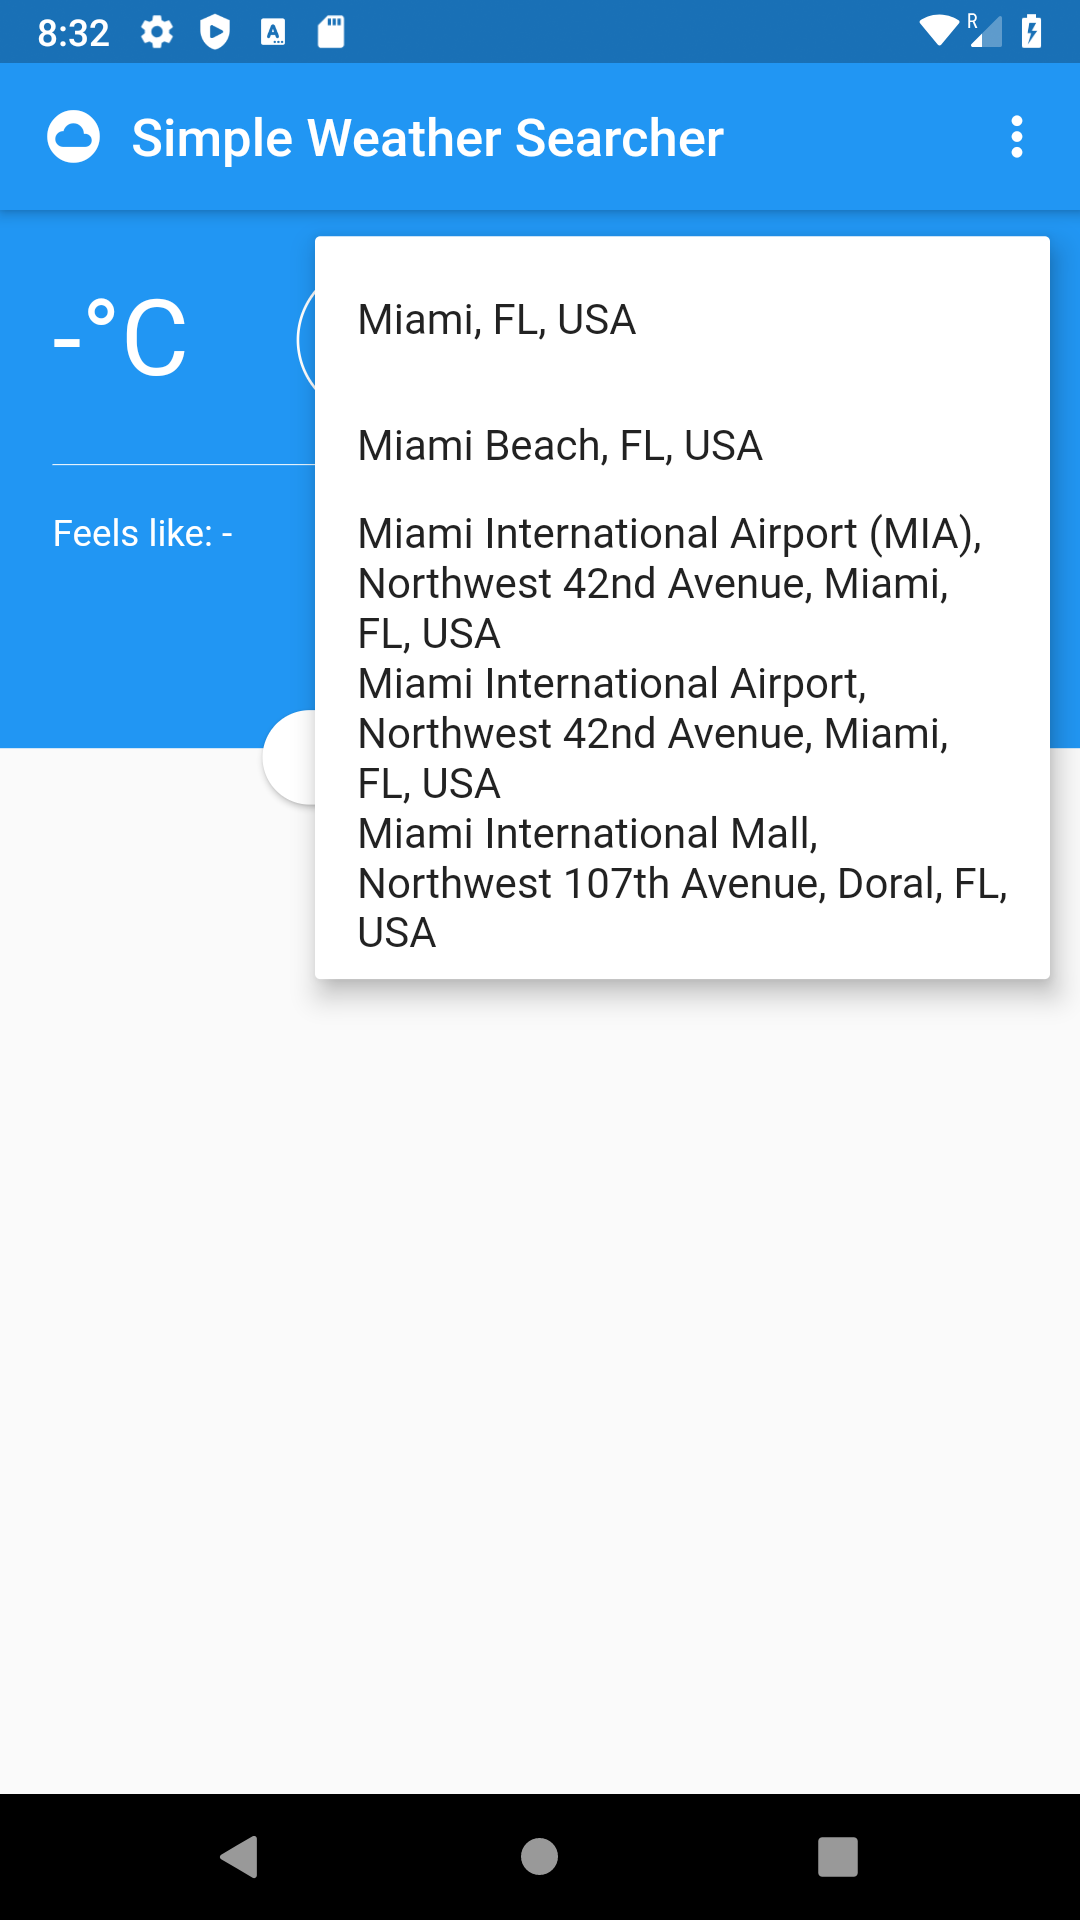 8:32
R
Simple Weather Searcher
-°C
Miami, FL, USA
Miami Beach, FL, USA
Feels like: -
Miami International Airport (MIA),
Northwest 42nd Avenue, Miami,
FL, USA
Miami International Airport,
Northwest 42nd Avenue, Miami,
FL, USA
Miami International Mall,
Northwest 107th Avenue, Doral, FL,
USA